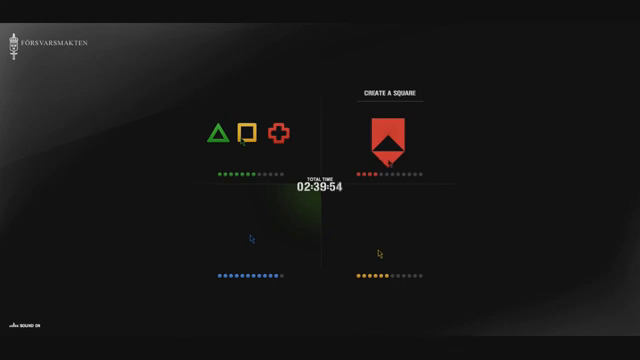 FÖRSVARSMAKTEN
CREATE A SQUARE
TOTAL TIME
02:39:54
SOUND ON